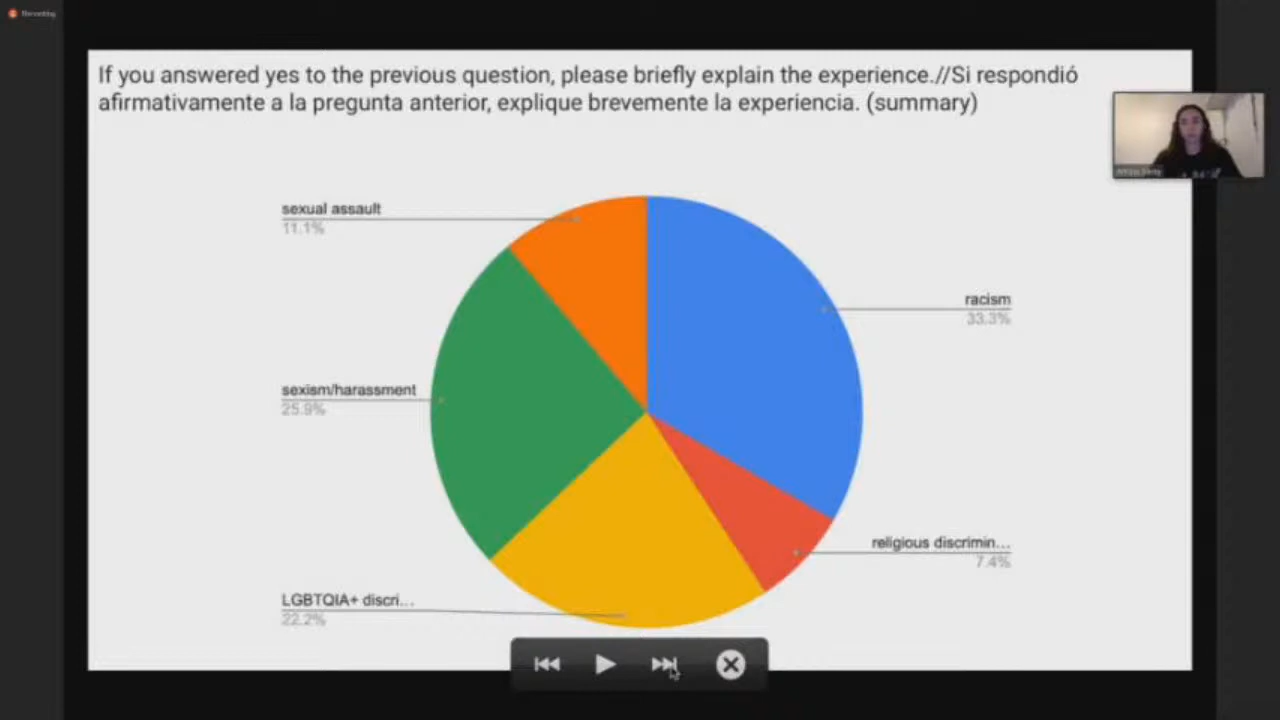 Recording
If you answered yes to the previous question, please briefly explain the experience.//Si respondió
afirmativamente a la pregunta anterior, explique brevemente la experiencia. (summary)
sexual assault
11.1%
racism
33.3%
sexism/harassment
25.9%
religious discrimin...
7.4%
LGBTQIA+ discri...
22.2%